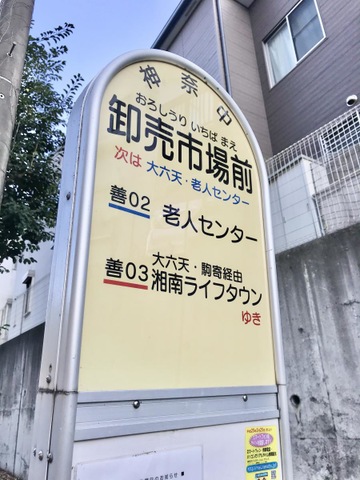 神奈中
おろしうり いちば まえ
卸売市場前
次は 大六天・老人センター
善02 老人センター
大六天・駒寄経由
善03 湘南ライフタウン
ゆき